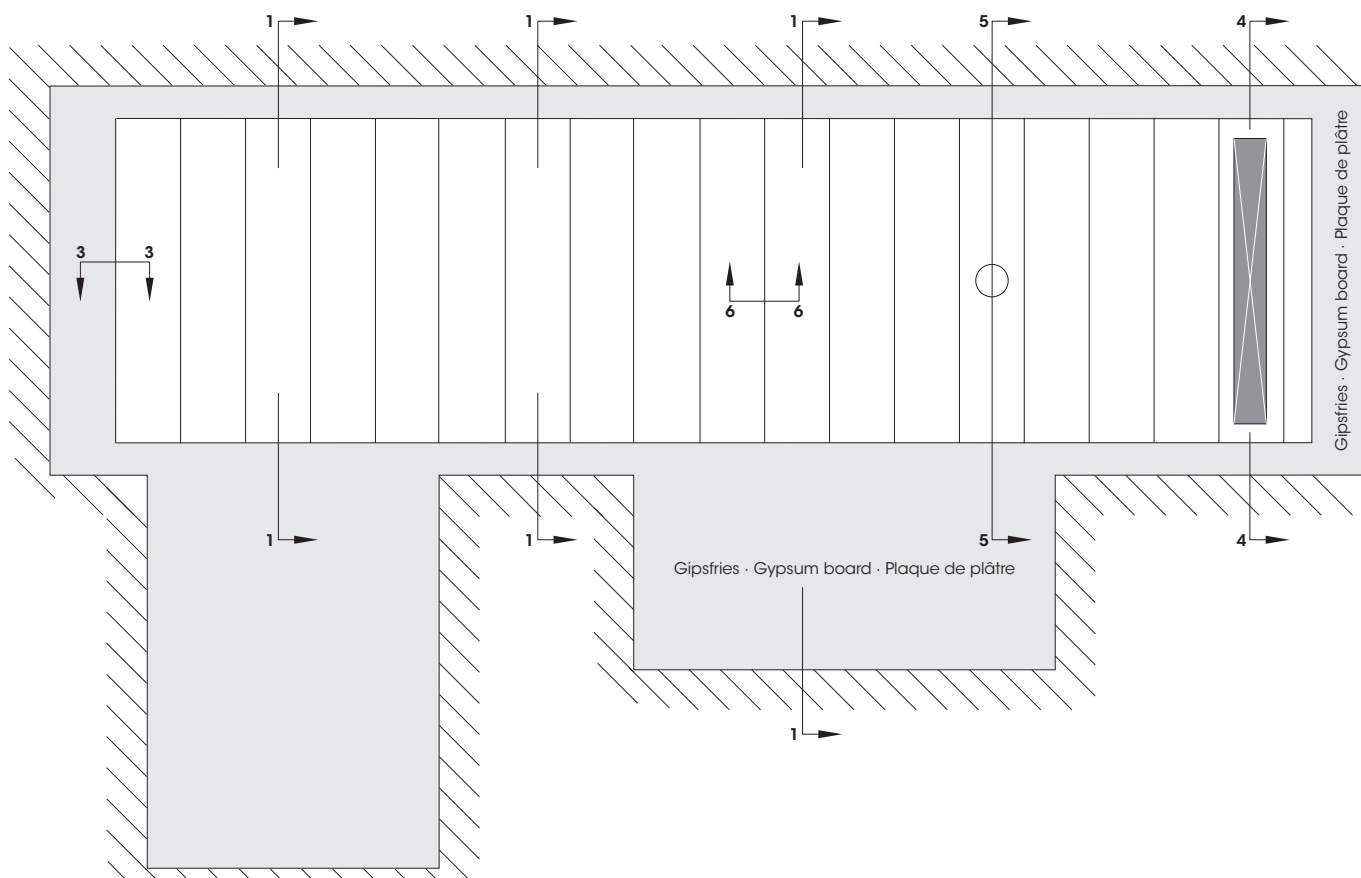 1 1 1 5 4
Gipsfries · Gypsum board · Plaque de plâtre
3 3
6 6
1 1 5 4
Gipsfries · Gypsum board · Plaque de plâtre
1